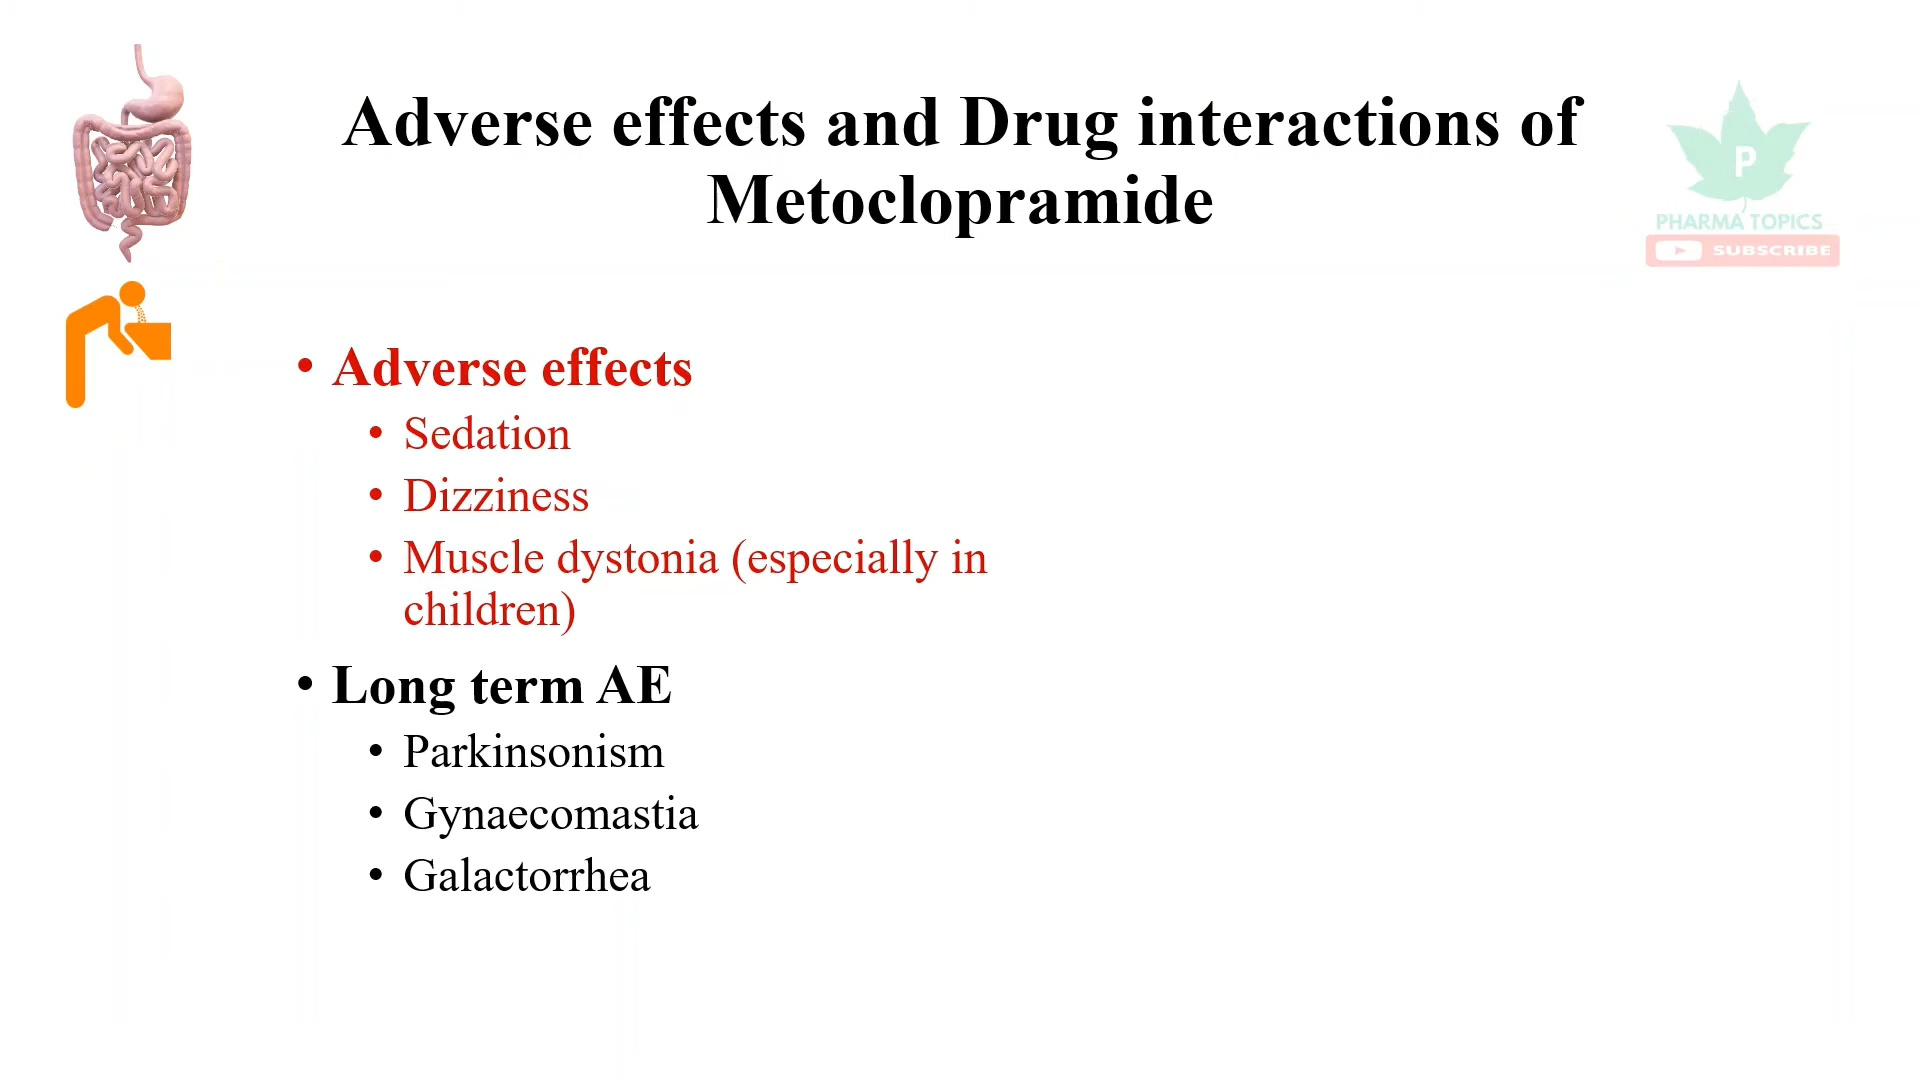 Adverse effects and Drug interactions of
Metoclopramide
P
PHARMA TOPICS
SUBSCRIBE
• Adverse effects
• Sedation
• Dizziness
• Muscle dystonia (especially in
children)
• Long term AE
• Parkinsonism
• Gynaecomastia
• Galactorrhea